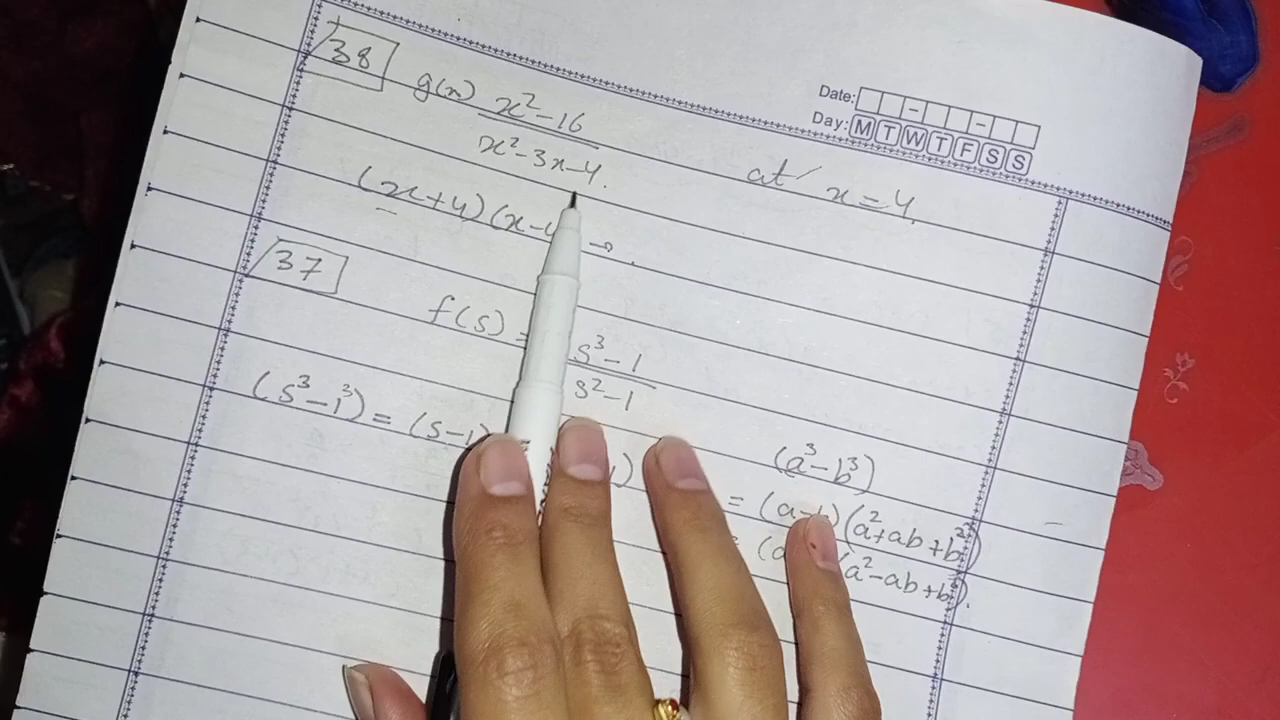 Date:
Day: M T W T F S S
38 g(x) x²-16 / x²-3x-4. at x=4.
(x+4)(x-4
37
f(s) = s³-1 / s²-1
(s³-1³) = (s-1)
(a³-b³)
= (a-b)(a²+ab+b²)
(a²-ab+b²).